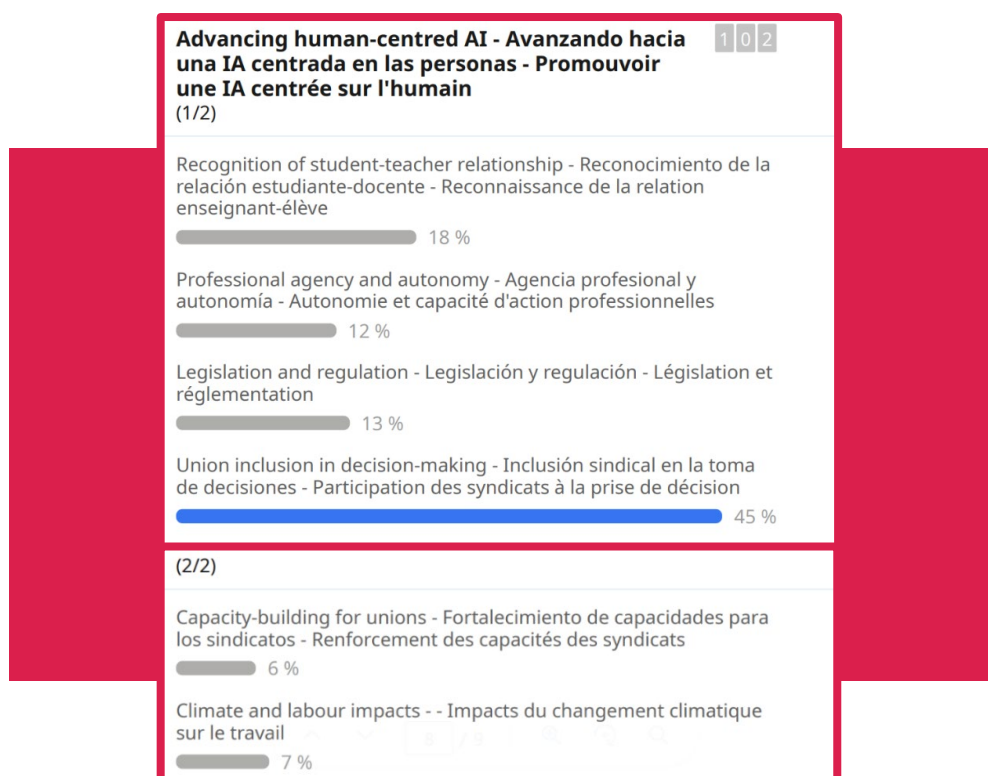 Advancing human-centred AI - Avanzando hacia
una IA centrada en las personas - Promouvoir
une IA centrée sur l'humain
(1/2)
102
Recognition of student-teacher relationship - Reconocimiento de la
relación estudiante-docente - Reconnaissance de la relation
enseignant-élève
18 %
Professional agency and autonomy - Agencia profesional y
autonomía - Autonomie et capacité d'action professionnelles
12 %
Legislation and regulation - Legislación y regulación - Législation et
réglementation
13 %
Union inclusion in decision-making - Inclusión sindical en la toma
de decisiones - Participation des syndicats à la prise de décision
45 %
(2/2)
Capacity-building for unions - Fortalecimiento de capacidades para
los sindicatos - Renforcement des capacités des syndicats
6 %
Climate and labour impacts - - Impacts du changement climatique
sur le travail
7 %